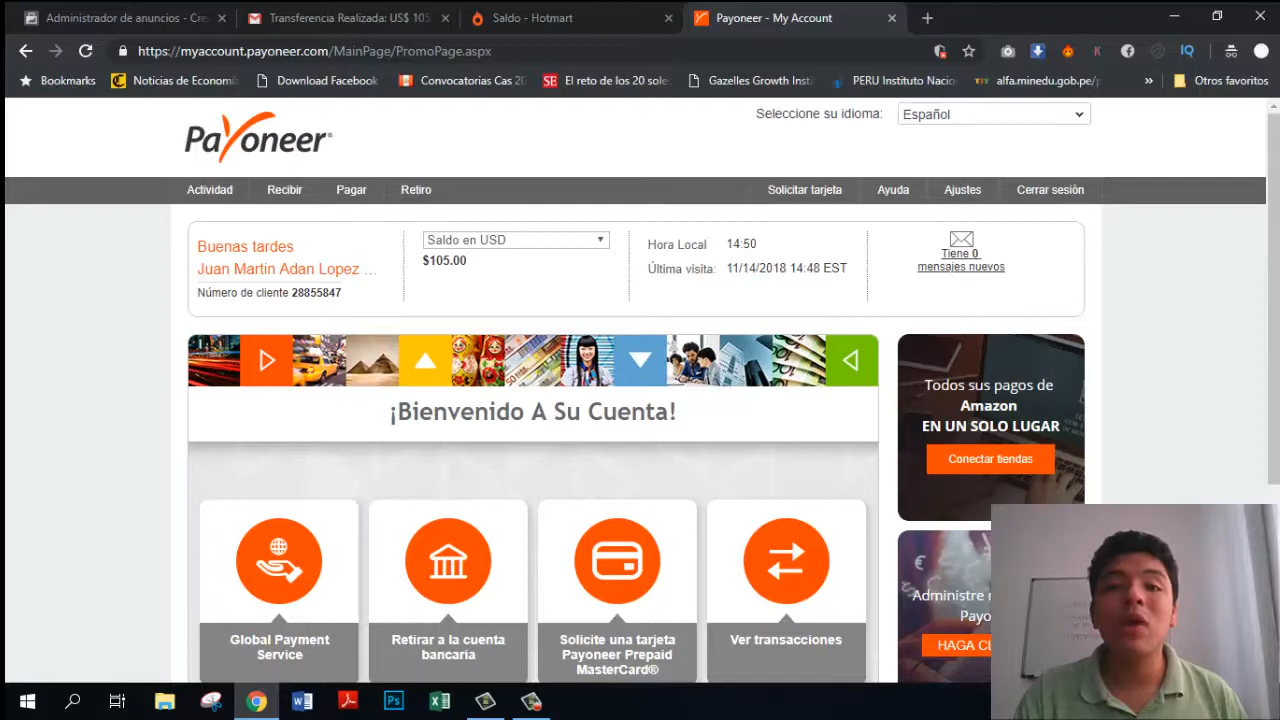 Administrador de anuncios - Cre
Transferencia Realizada: US$ 105
Saldo - Hotmart
Payoneer - My Account
https://myaccount.payoneer.com/MainPage/PromoPage.aspx
Bookmarks
Noticias de Economí
Download Facebook
Convocatorias Cas 20
El reto de los 20 sole
Gazelles Growth Insti
PERU Instituto Nacio
alfa.minedu.gob.pe/
Otros favoritos
Payoneer
Seleccione su idioma:
Español
Actividad
Recibir
Pagar
Retiro
Solicitar tarjeta
Ayuda
Ajustes
Cerrar sesión
Buenas tardes
Juan Martin Adan Lopez ...
Número de cliente 28855847
Saldo en USD
$105.00
Hora Local 14:50
Última visita: 11/14/2018 14:48 EST
Tiene 0
mensajes nuevos
¡Bienvenido A Su Cuenta!
Todos sus pagos de
Amazon
EN UN SOLO LUGAR
Conectar tiendas
Global Payment
Service
Retirar a la cuenta
bancaria
Solicite una tarjeta
Payoneer Prepaid
MasterCard®
Ver transacciones
Administre
Payo
HAGA CL